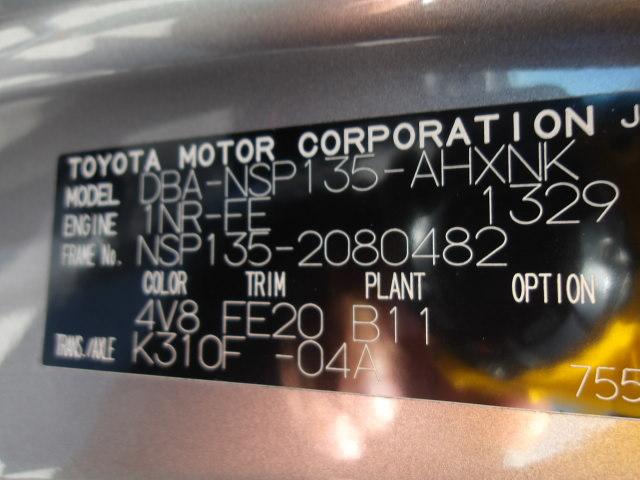 TOYOTA MOTOR CORPORATION J
MODEL DBA-NSP135-AHXNK
ENGINE 1NR-FE 1329
FRAME No. NSP135-2080482
COLOR TRIM PLANT OPTION
4V8 FE20 B11
TRANS./AXLE K310F -04A
755